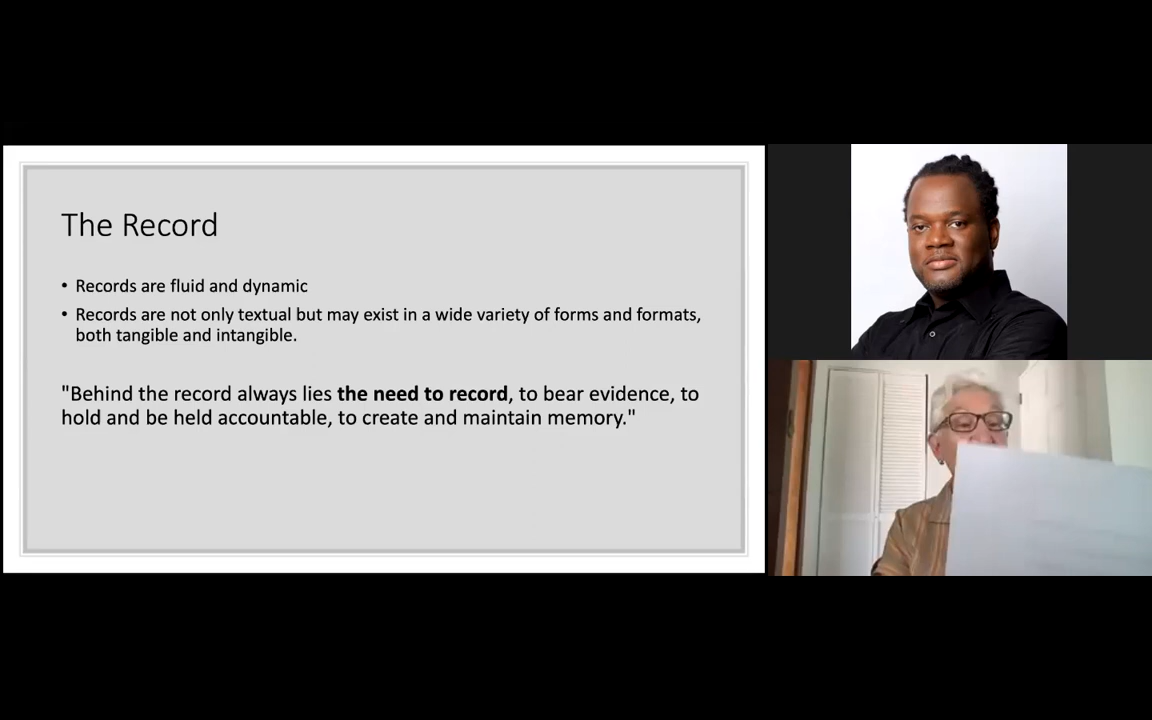 The Record
• Records are fluid and dynamic
• Records are not only textual but may exist in a wide variety of forms and formats,
both tangible and intangible.
"Behind the record always lies the need to record, to bear evidence, to
hold and be held accountable, to create and maintain memory."